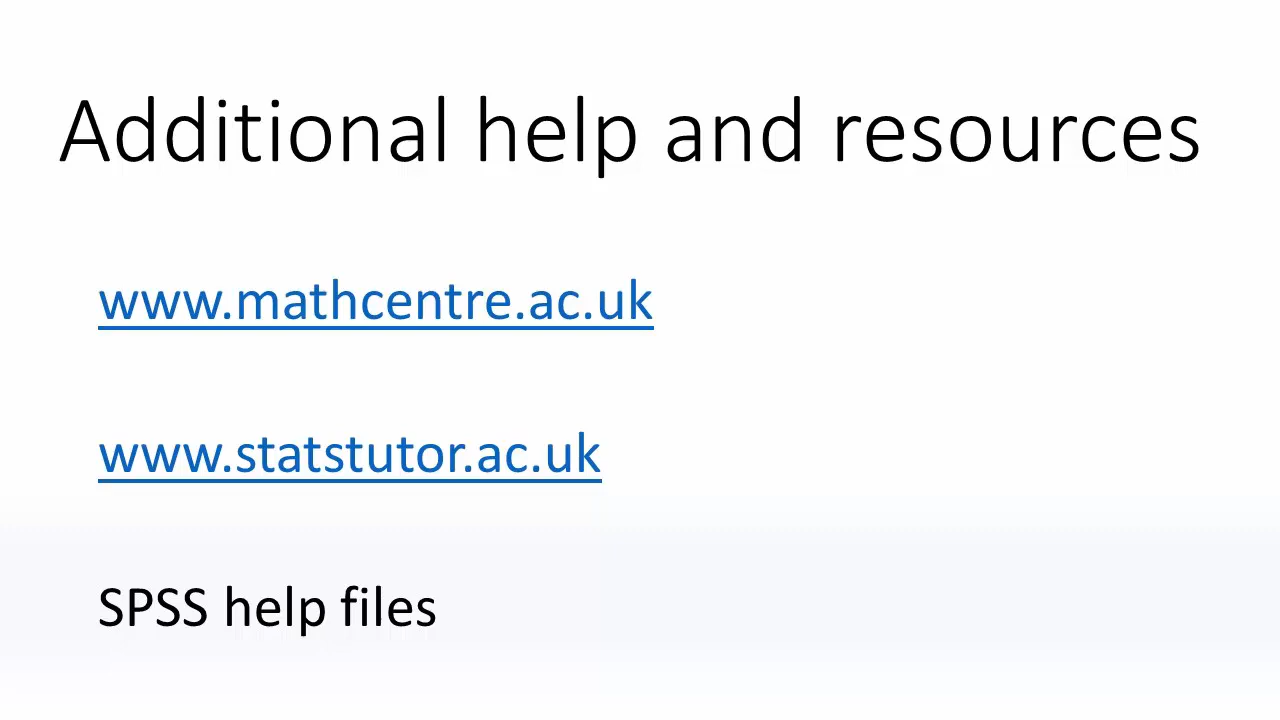 Additional help and resources
www.mathcentre.ac.uk
www.statstutor.ac.uk
SPSS help files